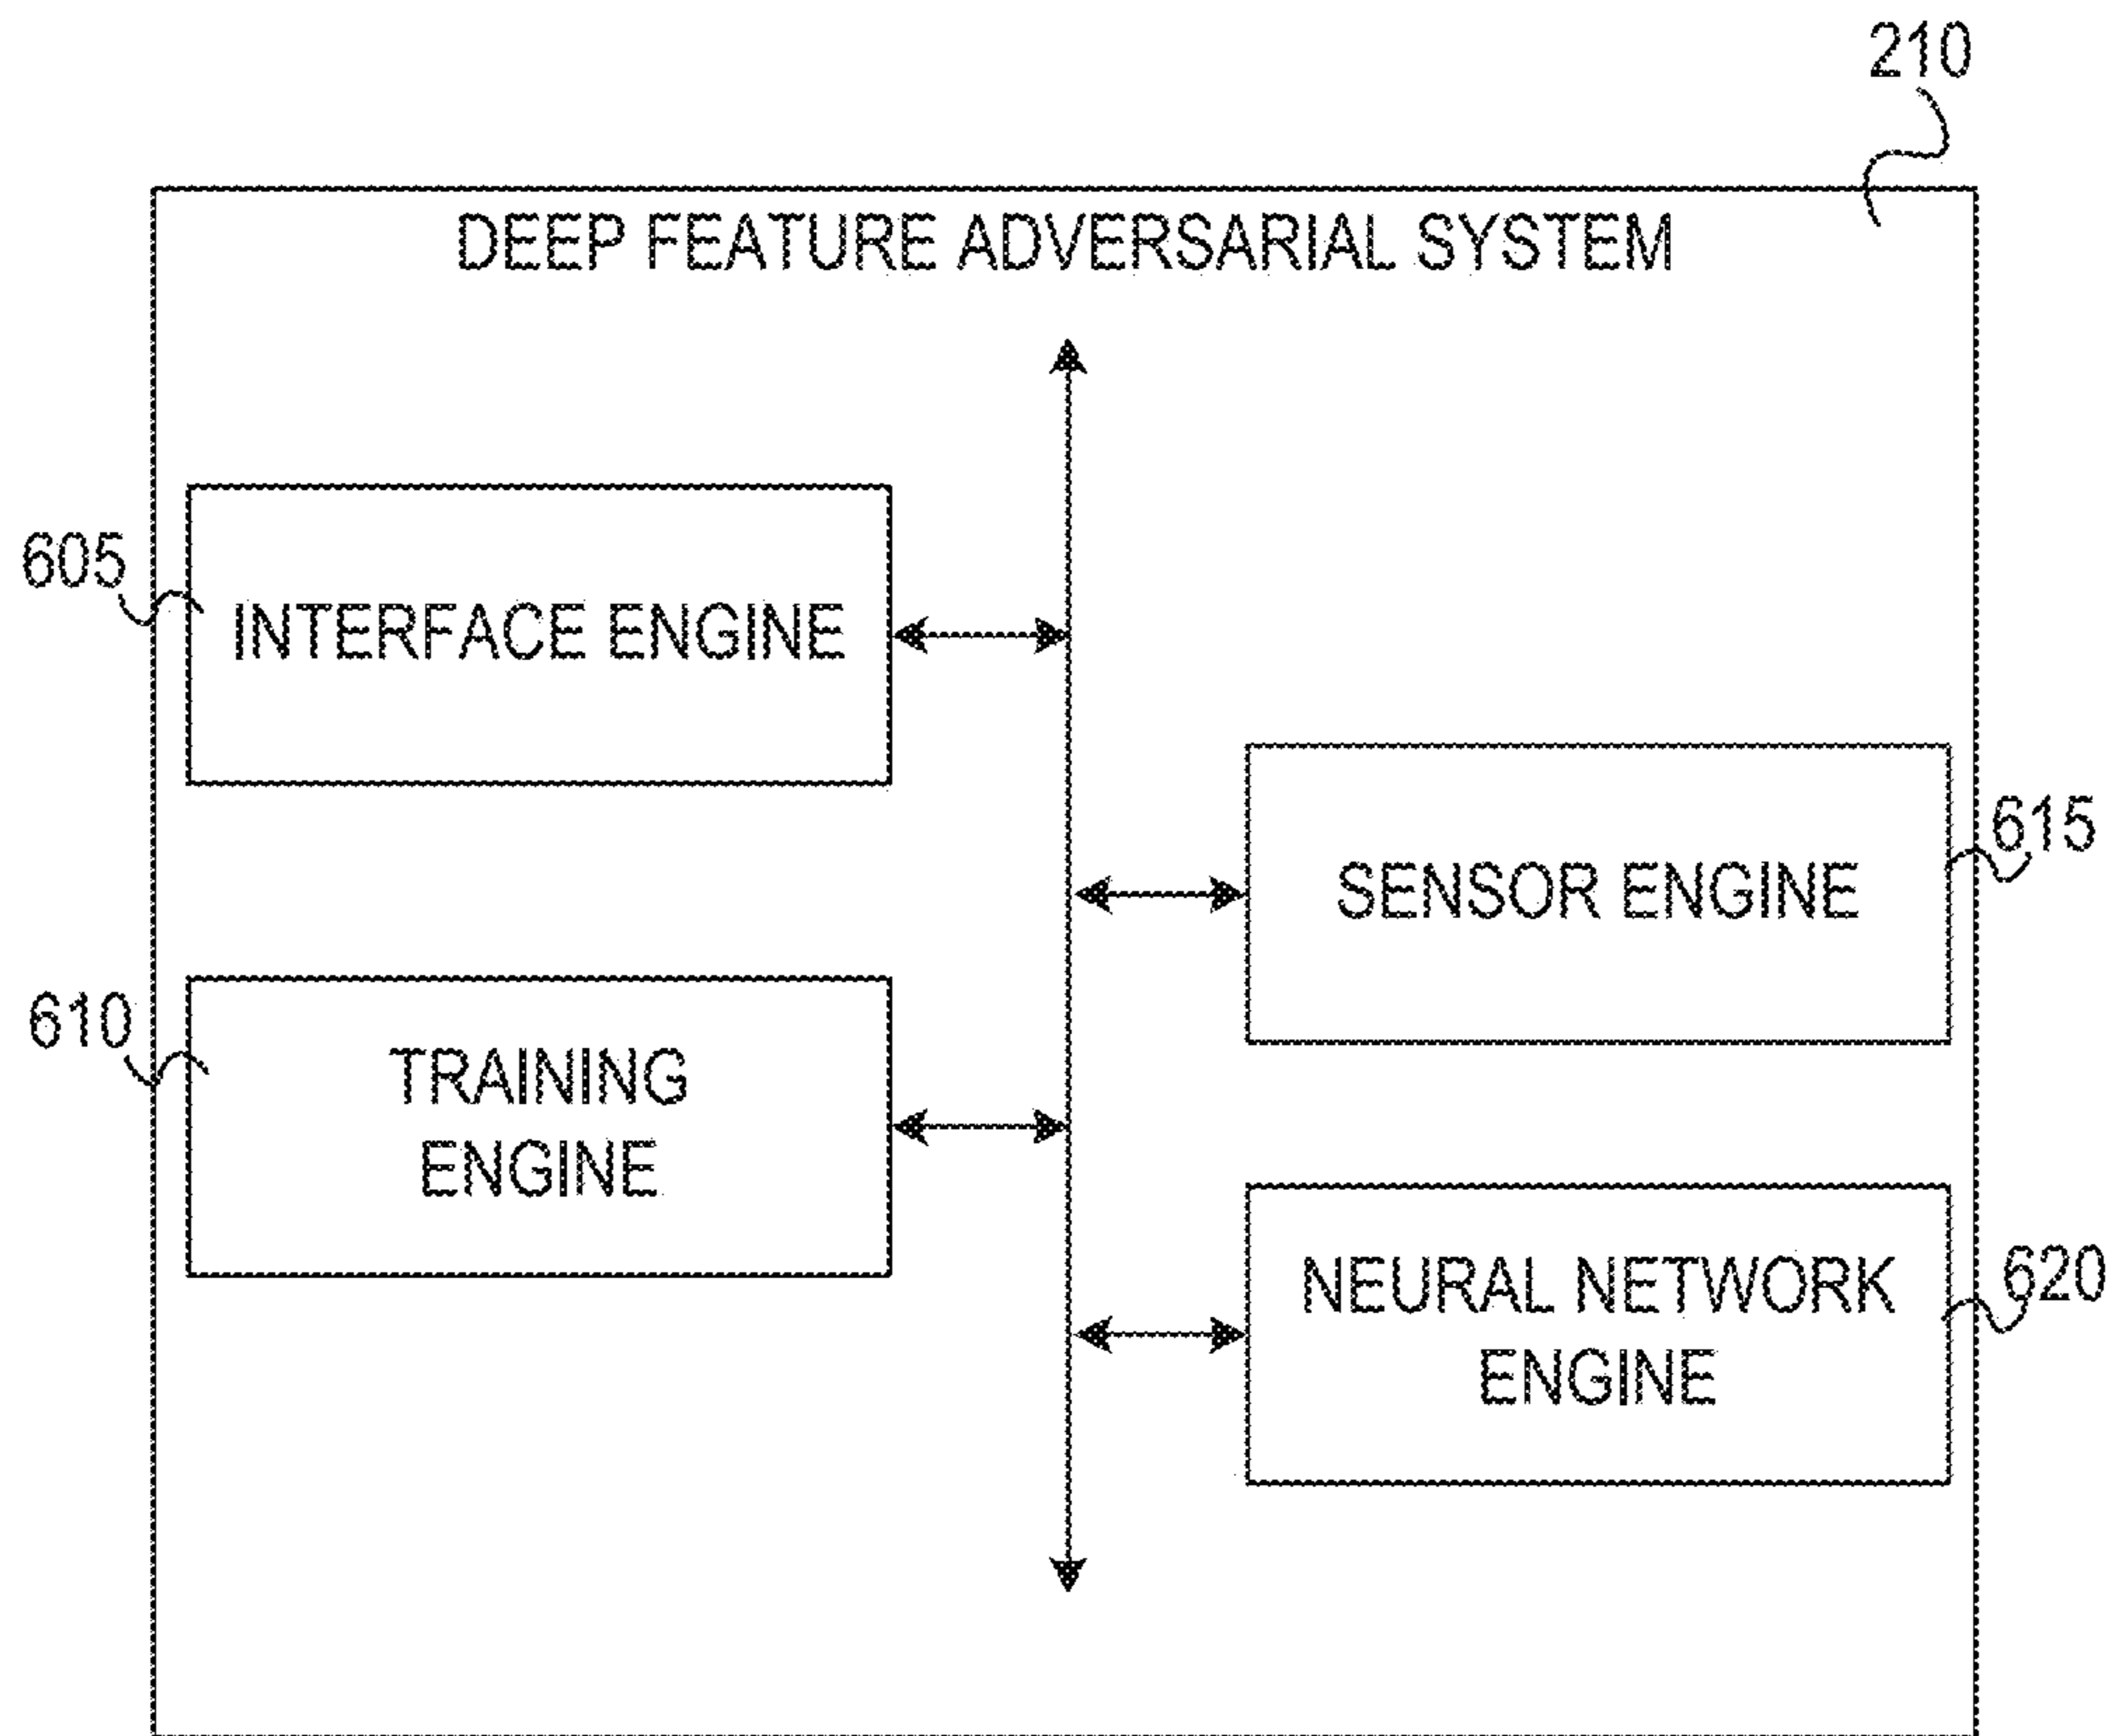 210
DEEP FEATURE ADVERSARIAL SYSTEM
605
INTERFACE ENGINE
615
SENSOR ENGINE
610
TRAINING
ENGINE
620
NEURAL NETWORK
ENGINE